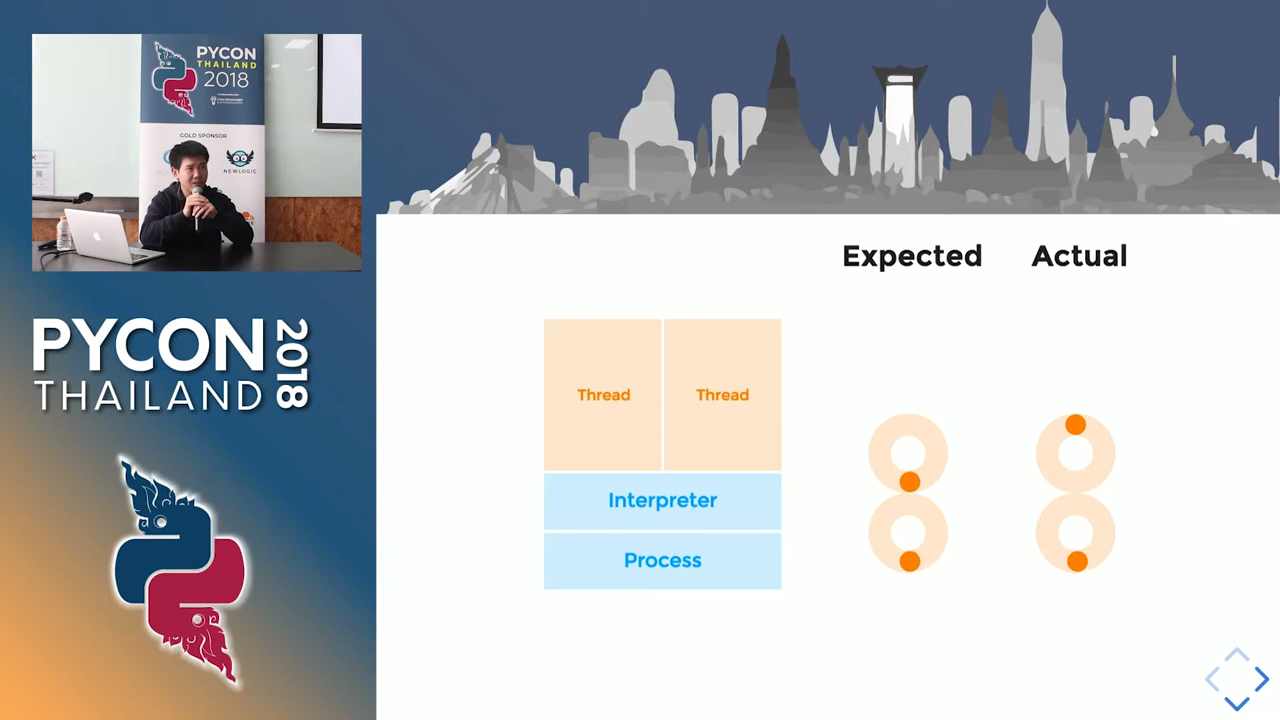 PYCON
THAILAND
2018
GOLD SPONSOR
NEWLOGIC
PYCON 2018
THAILAND
Expected Actual
Thread Thread
Interpreter
Process